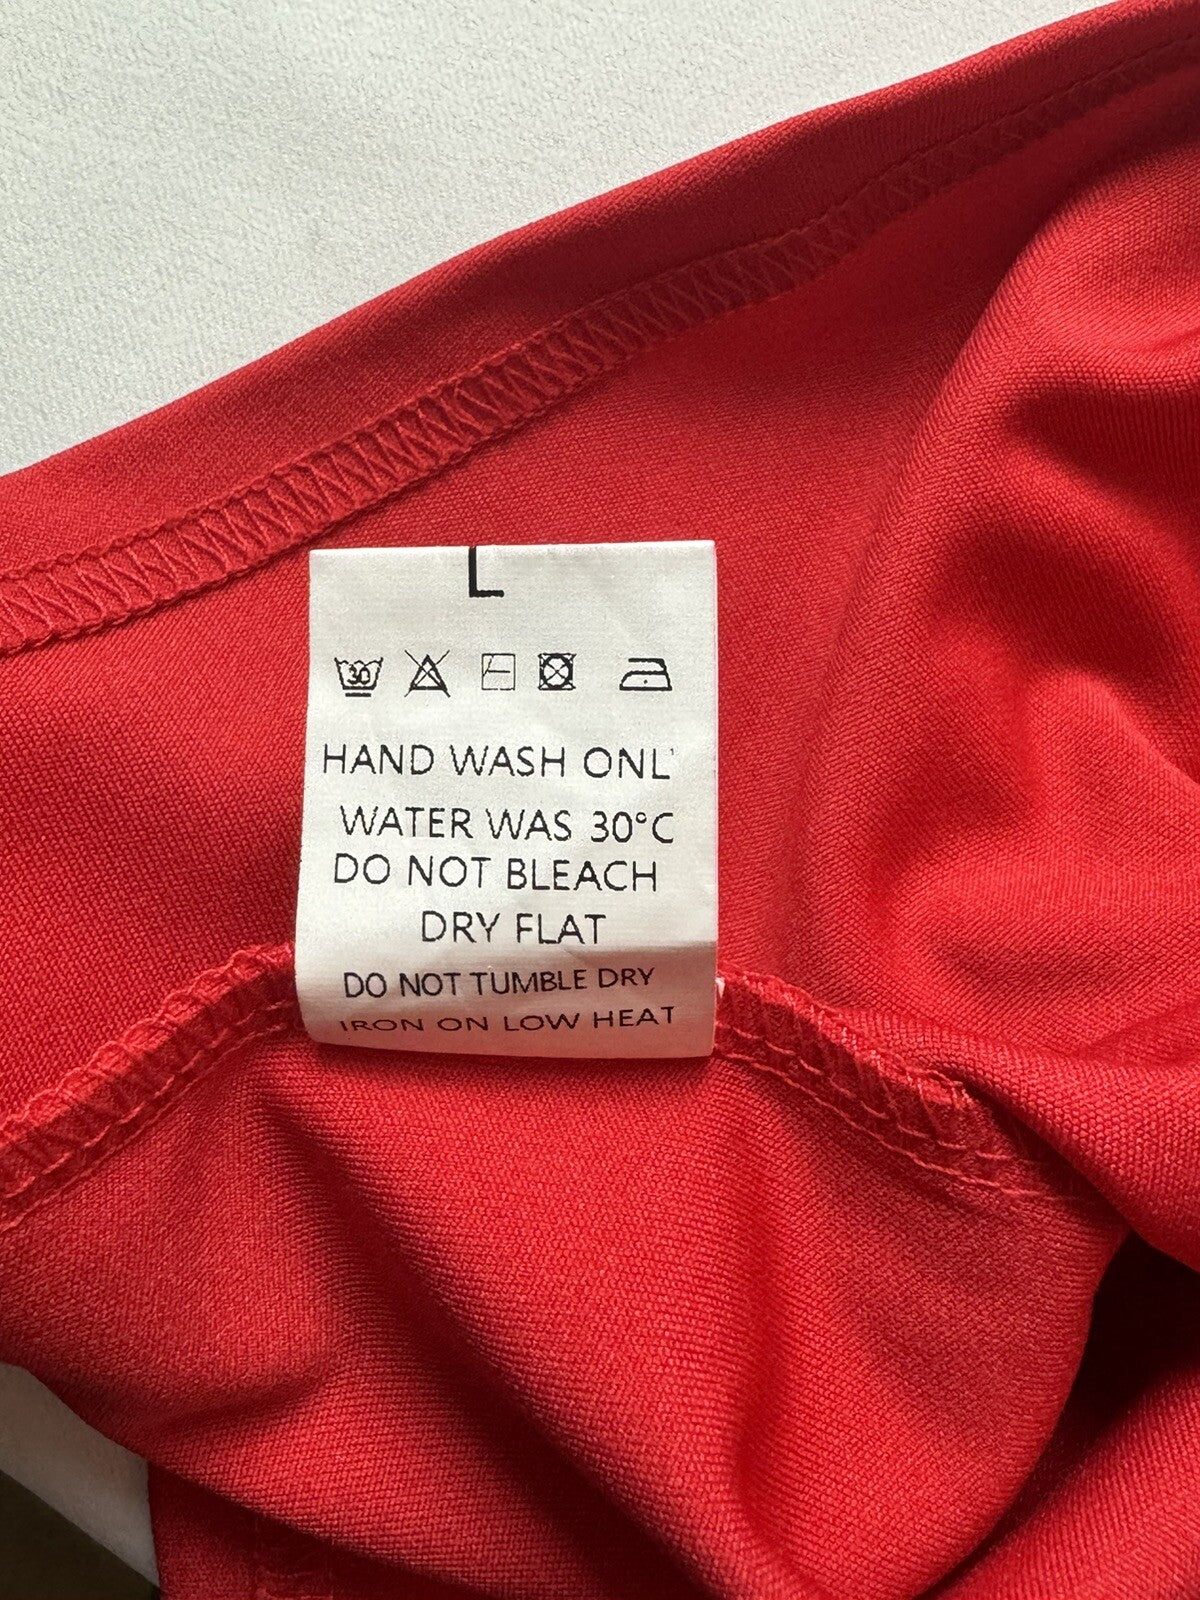 L
30
HAND WASH ONL
WATER WAS 30°C
DO NOT BLEACH
DRY FLAT
DO NOT TUMBLE DRY
IRON ON LOW HEAT